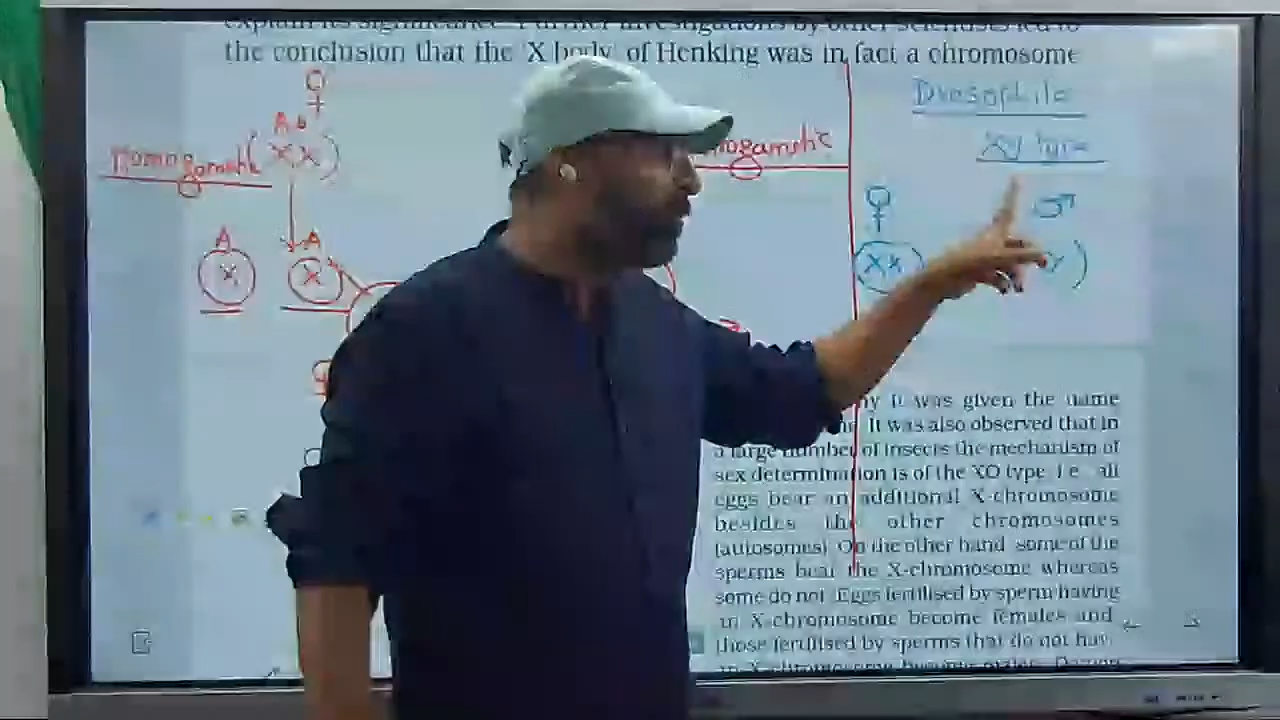 the conclusion that the X body of Henking was in fact a chromosome
♀
Homogametic (XX)
ogametic
A
A
X
X
Drosophila
Xy type
♀
♂
(XX)
y)
it was given the name
It was also observed that in
a large number of insects the mechanism of
sex determination is of the XO type, i.e., all
eggs bear an additional X-chromosome
besides the other chromosomes
(autosomes). On the other hand, some of the
sperms bear the X-chromosome whereas
some do not. Eggs fertilised by sperm having
an X-chromosome become females and
those fertilised by sperms that do not have